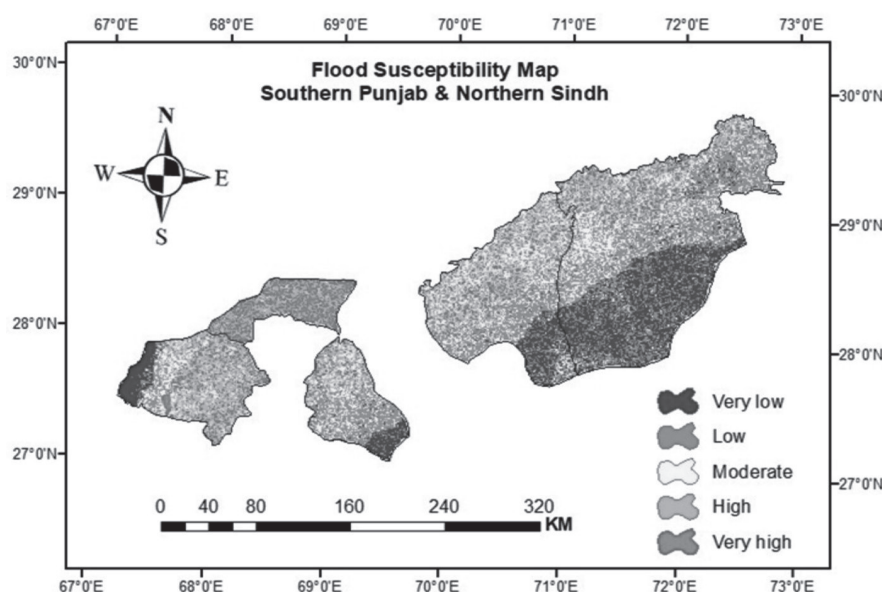 67°0'E 68°0'E 69°0'E 70°0'E 71°0'E 72°0'E 73°0'E
30°0'N
Flood Susceptibility Map
Southern Punjab & Northern Sindh
30°0'N
N
W E
S
29°0'N
29°0'N
28°0'N
28°0'N
Very low
Low
Moderate
High
Very high
27°0'N
27°0'N
0 40 80 160 240 320
KM
67°0'E 68°0'E 69°0'E 70°0'E 71°0'E 72°0'E 73°0'E